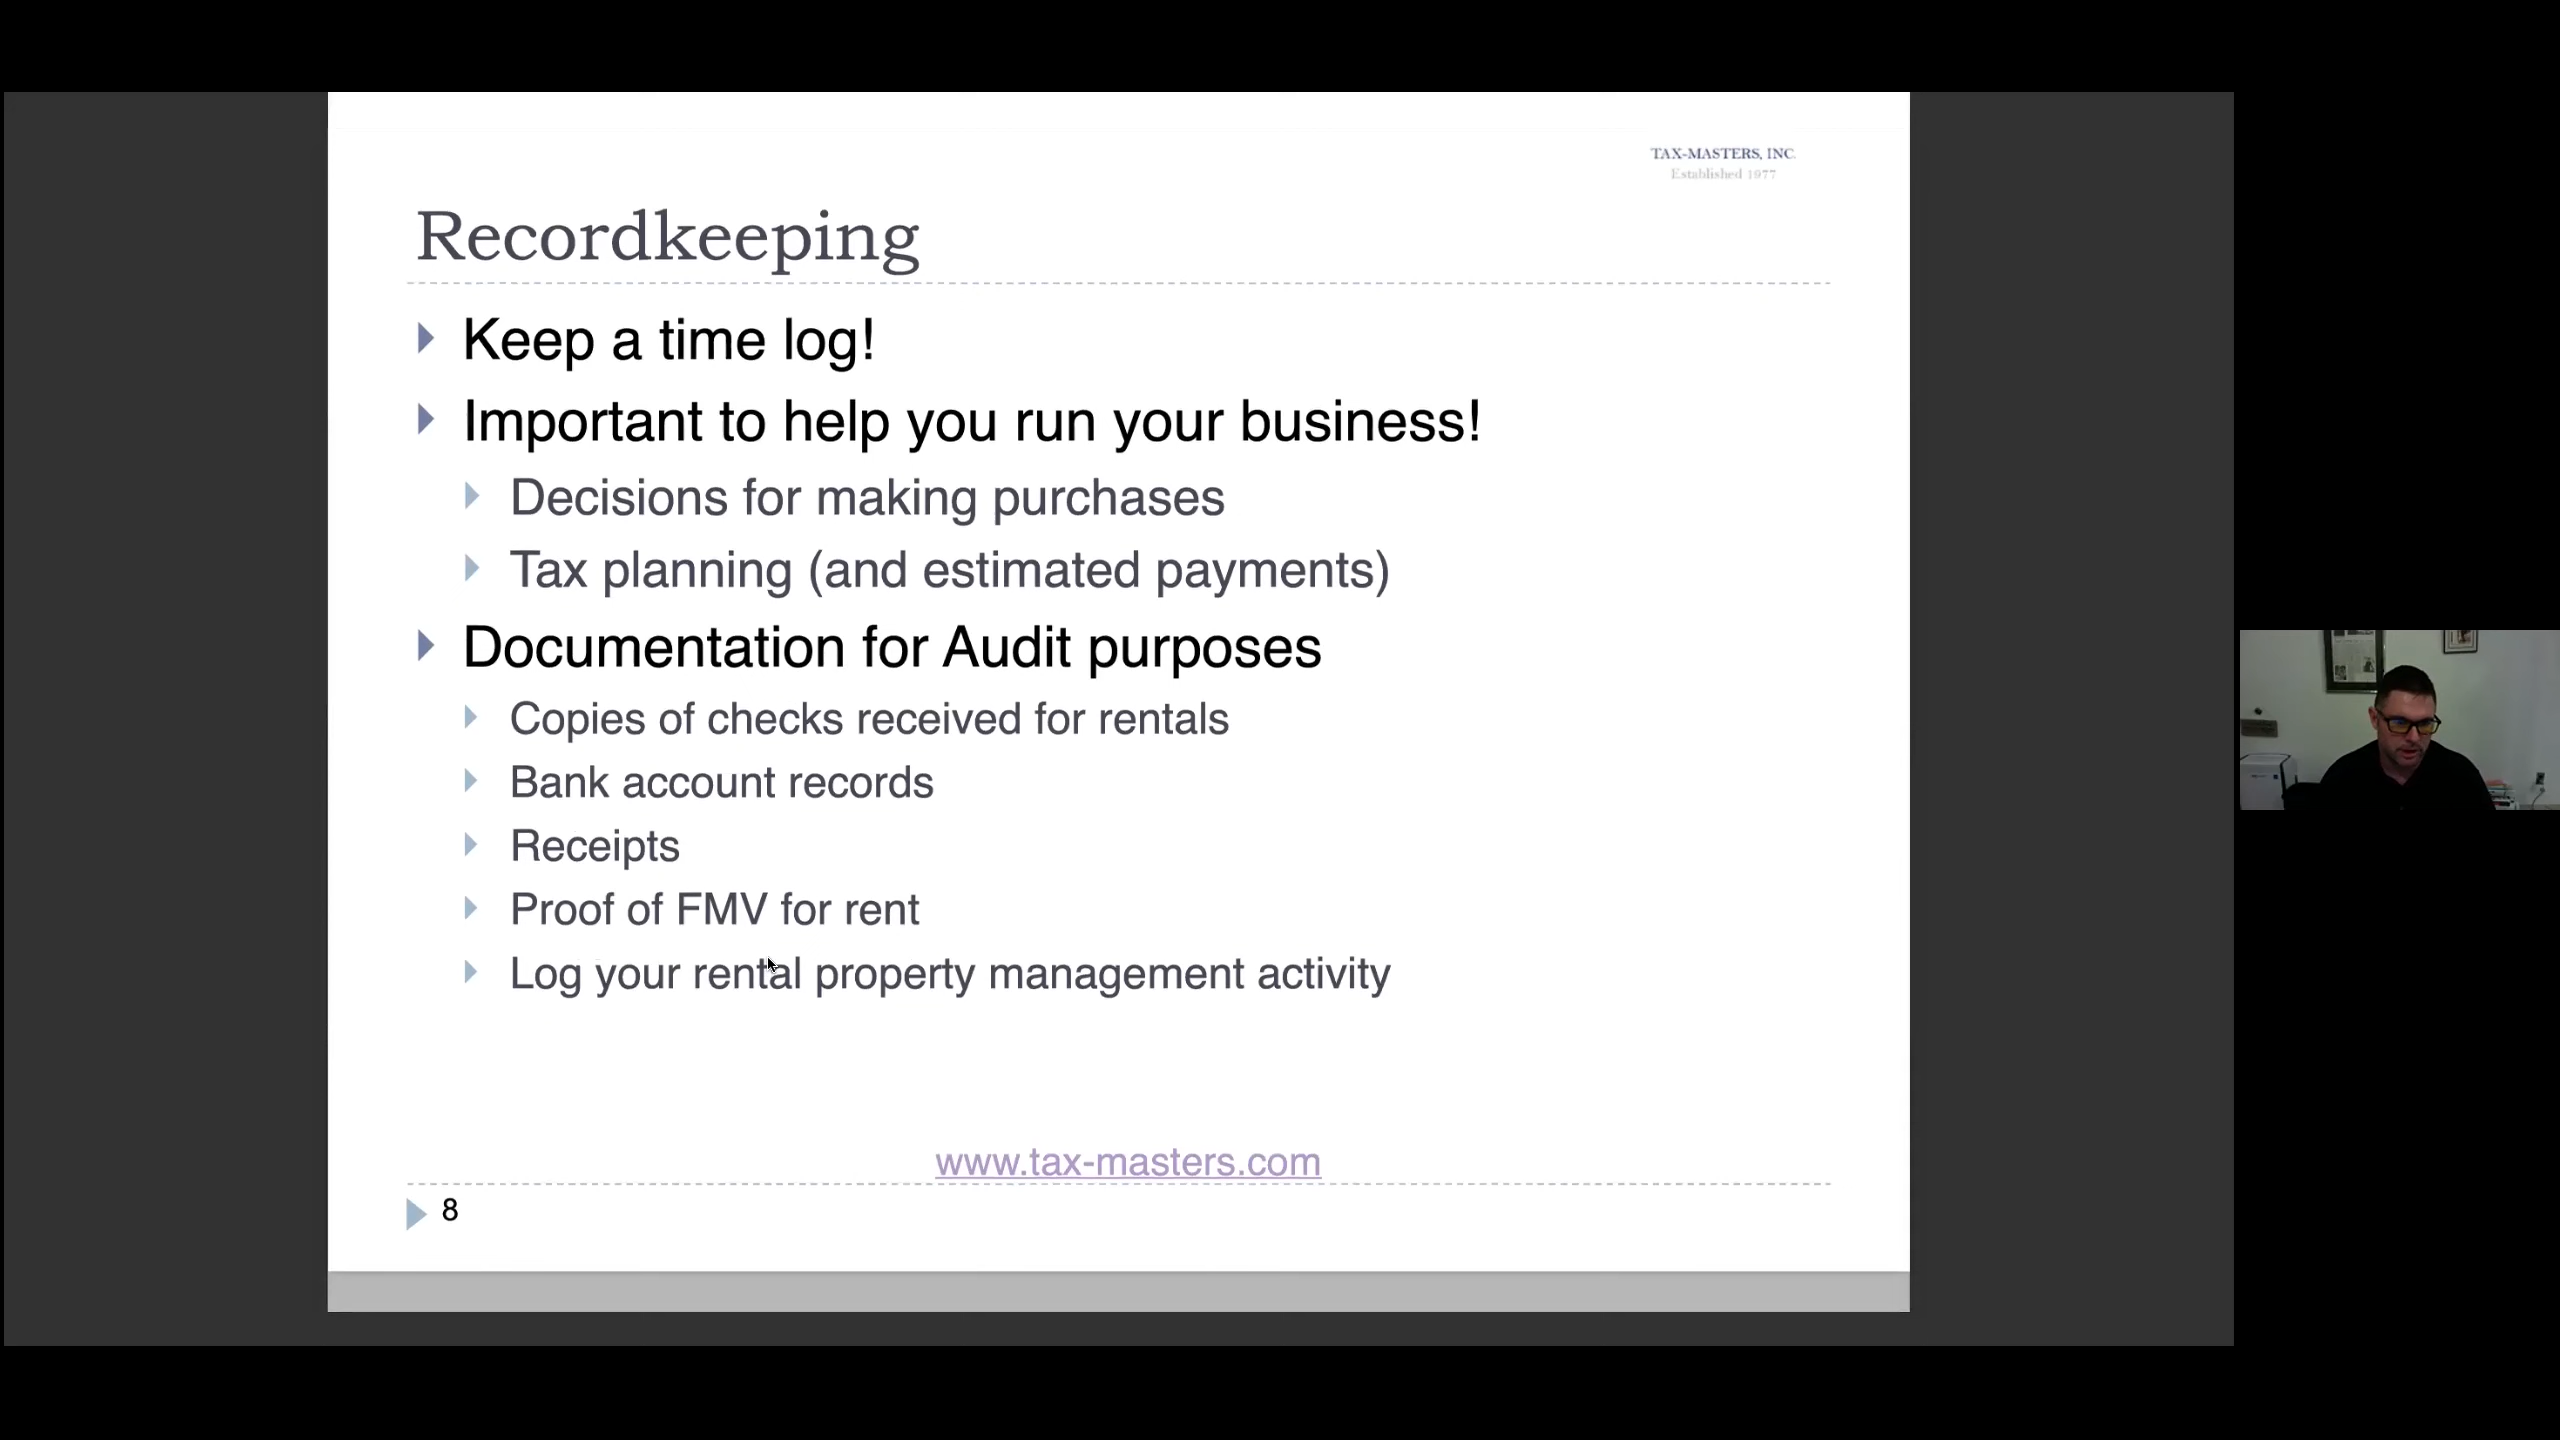 TAX-MASTERS, INC.
Established 1977
Recordkeeping
Keep a time log!
Important to help you run your business!
Decisions for making purchases
Tax planning (and estimated payments)
Documentation for Audit purposes
Copies of checks received for rentals
Bank account records
Receipts
Proof of FMV for rent
Log your rental property management activity
www.tax-masters.com
8